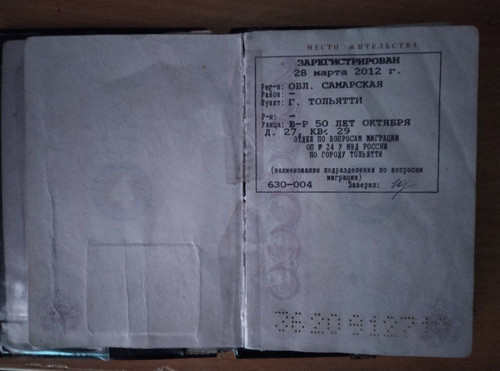 МЕСТО ЖИТЕЛЬСТВА
ЗАРЕГИСТРИРОВАН
28 марта 2012 г.
Рег-н: ОБЛ. САМАРСКАЯ
Район: –
Пункт: Г. ТОЛЬЯТТИ
Р-н: –
Улица: Б-Р 50 ЛЕТ ОКТЯБРЯ
Д. 27, КВ. 29
ОТДЕЛ ПО ВОПРОСАМ МИГРАЦИИ
ОП № 24 У МВД РОССИИ
ПО ГОРОДУ ТОЛЬЯТТИ
(наименование подразделения по вопросам
миграции)
630-004 Заверил: